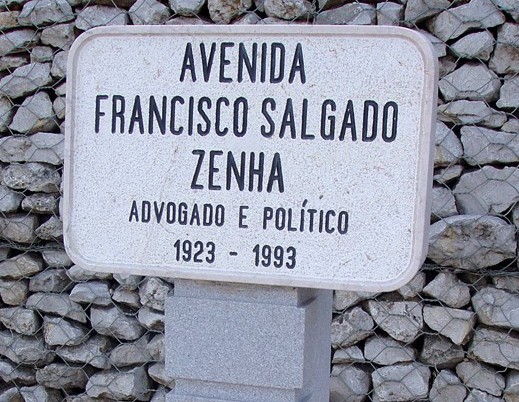 AVENIDA
FRANCISCO SALGADO
ZENHA
ADVOGADO E POLÍTICO
1923 - 1993